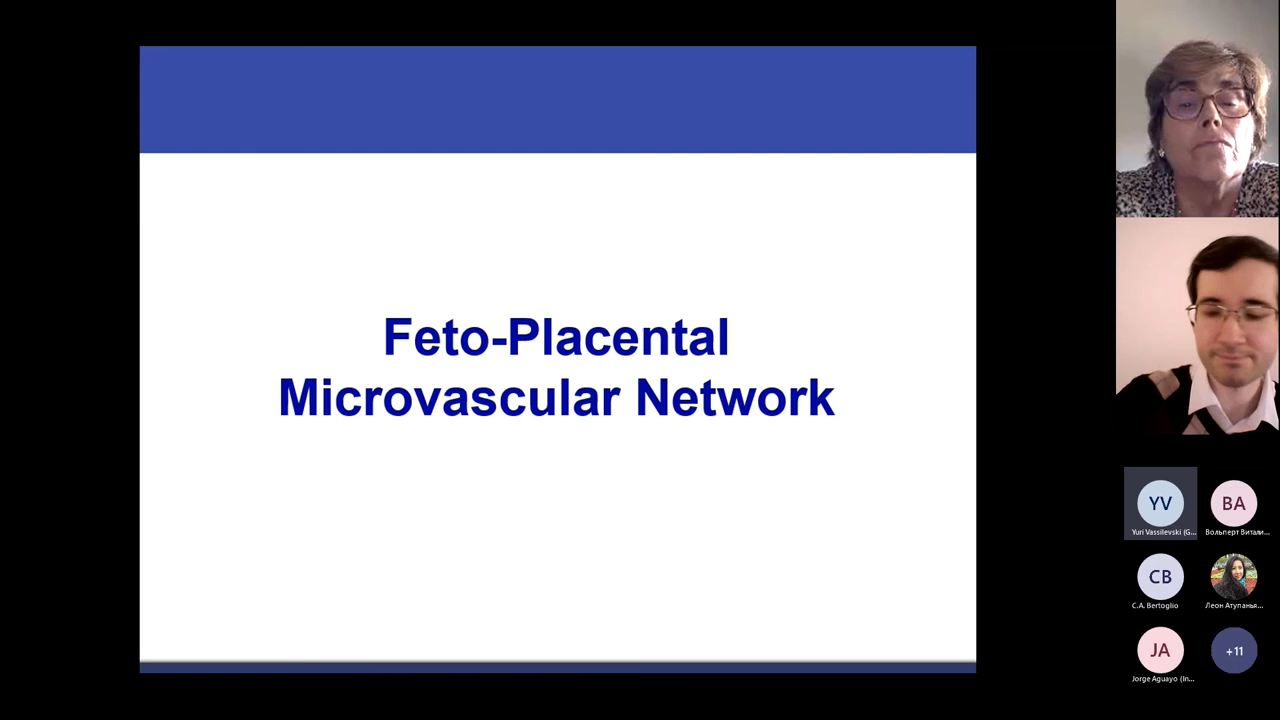 Feto-Placental
Microvascular Network
YV
BA
Yuri Vassilevski (G...
Вольперт Витали...
CB
C.A. Bertoglio
Леон Атупанья...
JA
+11
Jorge Aguayo (In...